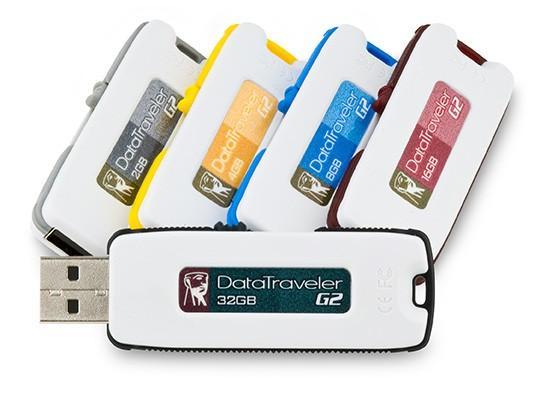 DataTraveler
2GB G2
DataTraveler
4GB G2
DataTraveler
8GB G2
DataTraveler
16GB G2
DataTraveler
32GB G2
CE FC